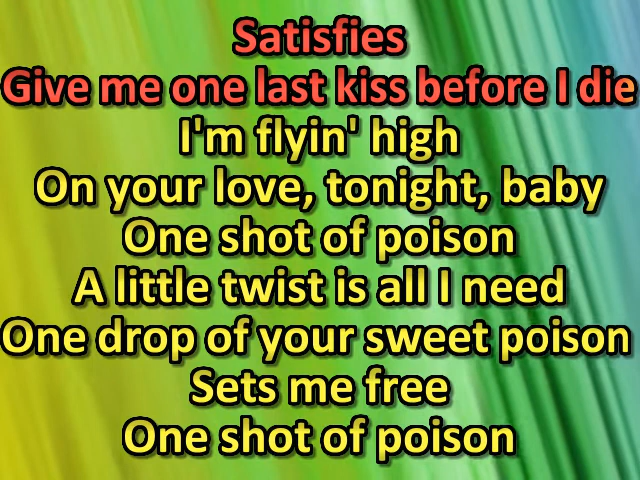 Satisfies
Give me one last kiss before I die
I'm flyin' high
On your love, tonight, baby
One shot of poison
A little twist is all I need
One drop of your sweet poison
Sets me free
One shot of poison